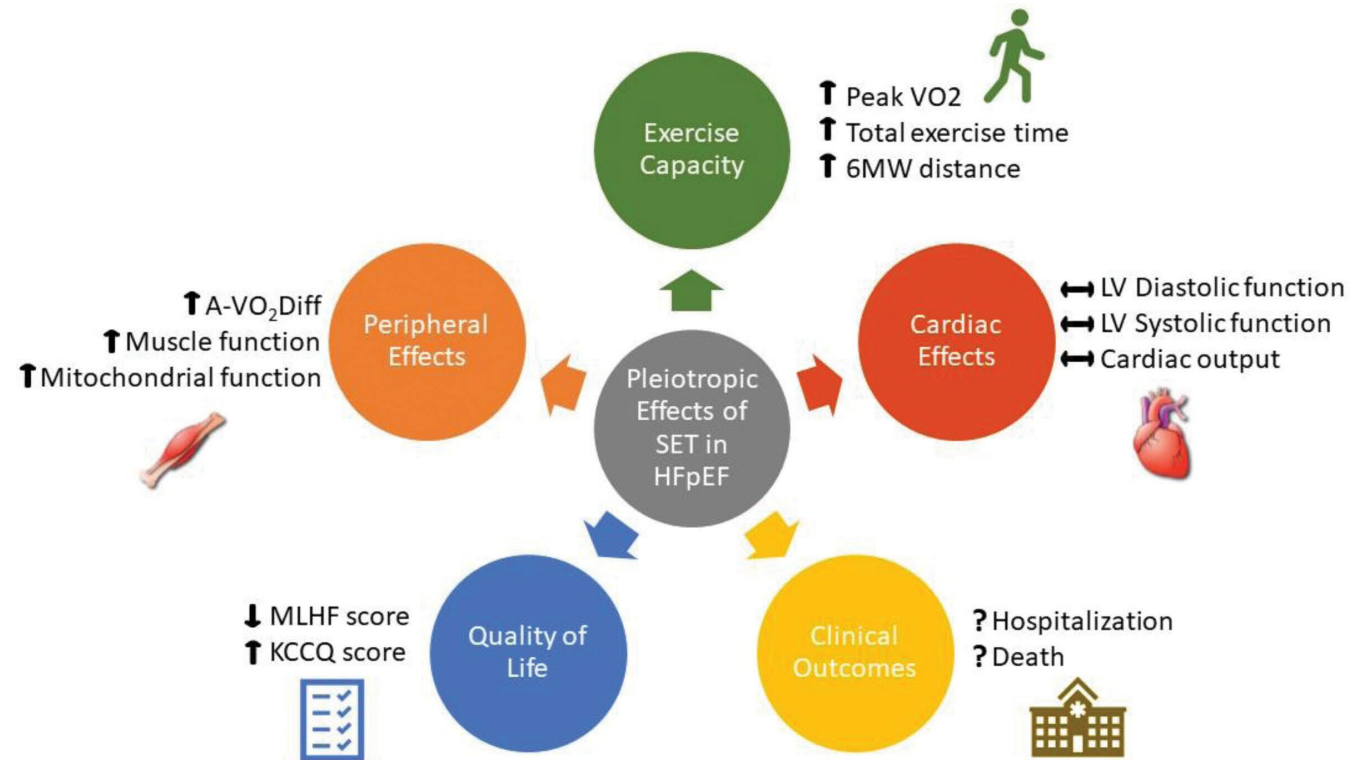 Exercise
Capacity
↑ Peak VO2
↑ Total exercise time
↑ 6MW distance
↑ A-VO₂Diff
↑ Muscle function
↑ Mitochondrial function
Peripheral
Effects
Cardiac
Effects
↔ LV Diastolic function
↔ LV Systolic function
↔ Cardiac output
Pleiotropic
Effects of
SET in
HFpEF
↓ MLHF score
↑ KCCQ score
Quality of
Life
Clinical
Outcomes
? Hospitalization
? Death